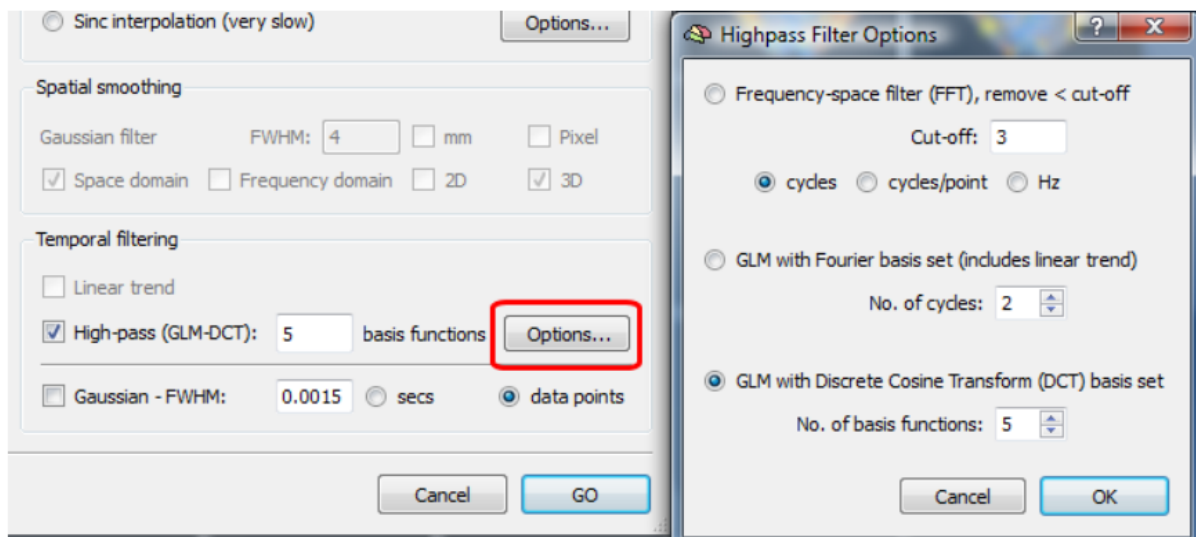 Sinc interpolation (very slow) Options...
Spatial smoothing
Gaussian filter FWHM: 4 mm Pixel
Space domain Frequency domain 2D 3D
Temporal filtering
Linear trend
High-pass (GLM-DCT): 5 basis functions Options...
Gaussian - FWHM: 0.0015 secs data points
Cancel GO
Highpass Filter Options ? X
Frequency-space filter (FFT), remove < cut-off
Cut-off: 3
cycles cycles/point Hz
GLM with Fourier basis set (includes linear trend)
No. of cycles: 2
GLM with Discrete Cosine Transform (DCT) basis set
No. of basis functions: 5
Cancel OK